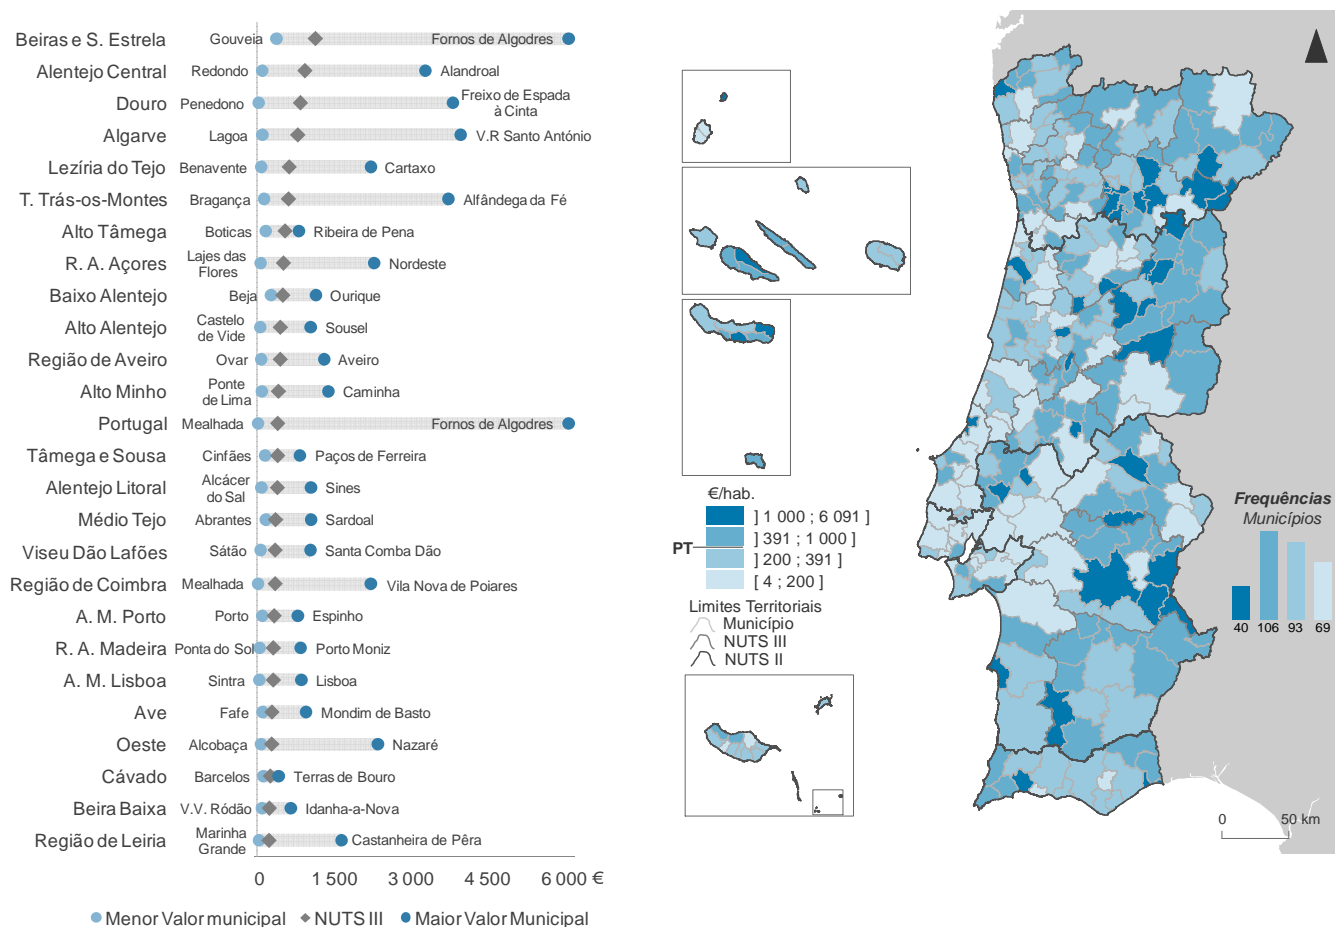 Beiras e S. Estrela Gouveia Fornos de Algodres
Alentejo Central Redondo Alandroal
Douro Penedono Freixo de Espada
à Cinta
Algarve Lagoa V.R Santo António
Lezíria do Tejo Benavente Cartaxo
T. Trás-os-Montes Bragança Alfândega da Fé
Alto Tâmega Boticas Ribeira de Pena
R. A. Açores Lajes das
Flores Nordeste
Baixo Alentejo Beja Ourique
Alto Alentejo Castelo
de Vide Sousel
Região de Aveiro Ovar Aveiro
Alto Minho Ponte
de Lima Caminha
Portugal Mealhada Fornos de Algodres
Tâmega e Sousa Cinfães Paços de Ferreira
Alentejo Litoral Alcácer
do Sal Sines
Médio Tejo Abrantes Sardoal
Viseu Dão Lafões Sátão Santa Comba Dão
Região de Coimbra Mealhada Vila Nova de Poiares
A. M. Porto Porto Espinho
R. A. Madeira Ponta do Sol Porto Moniz
A. M. Lisboa Sintra Lisboa
Ave Fafe Mondim de Basto
Oeste Alcobaça Nazaré
Cávado Barcelos Terras de Bouro
Beira Baixa V.V. Ródão Idanha-a-Nova
Região de Leiria Marinha
Grande Castanheira de Pêra
0 1 500 3 000 4 500 6 000 €
Menor Valor municipal NUTS III Maior Valor Municipal
€/hab.
] 1 000 ; 6 091 ]
] 391 ; 1 000 ]
PT
] 200 ; 391 ]
[ 4 ; 200 ]
Limites Territoriais
Município
NUTS III
NUTS II
Frequências
Municípios
40 106 93 69
0 50 km